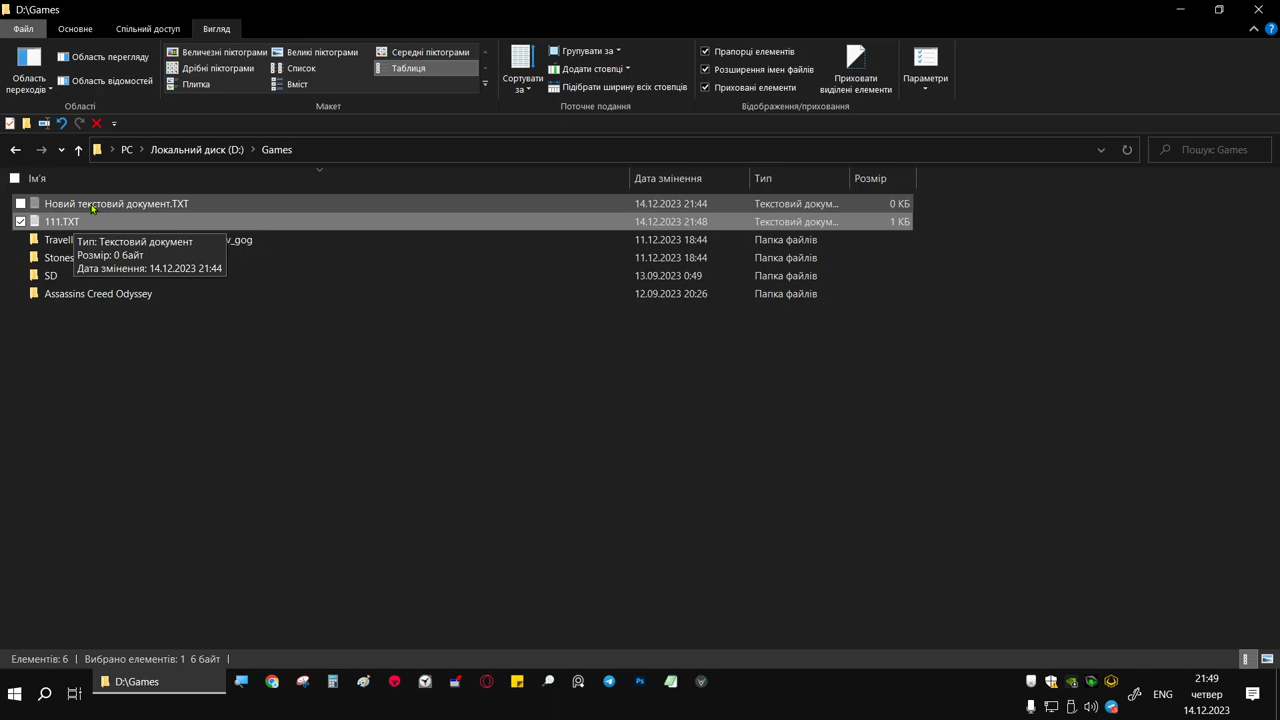 D:\Games
Файл Основне Спільний доступ Вигляд
Область переходів
Область перегляду
Область відомостей
Області
Величезні піктограми Великі піктограми Середні піктограми
Дрібні піктограми Список Таблиця
Плитка Вміст
Макет
Сортувати за
Групувати за
Додати стовпці
Підібрати ширину всіх стовпців
Поточне подання
Прапорці елементів
Розширення імен файлів
Приховані елементи
Приховати виділені елементи
Відображення/приховання
Параметри
PC Локальний диск (D:) Games
Пошук: Games
Ім'я Дата змінення Тип Розмір
Новий текстовий документ.TXT 14.12.2023 21:44 Текстовий докум... 0 КБ
111.TXT 14.12.2023 21:48 Текстовий докум... 1 КБ
v_gog 11.12.2023 18:44 Папка файлів
Stones 11.12.2023 18:44 Папка файлів
SD 13.09.2023 0:49 Папка файлів
Assassins Creed Odyssey 12.09.2023 20:26 Папка файлів
Тип: Текстовий документ
Розмір: 0 байт
Дата змінення: 14.12.2023 21:44
Елементів: 6 Вибрано елементів: 1 6 байт
D:\Games
Ps
ENG
21:49
четвер
14.12.2023